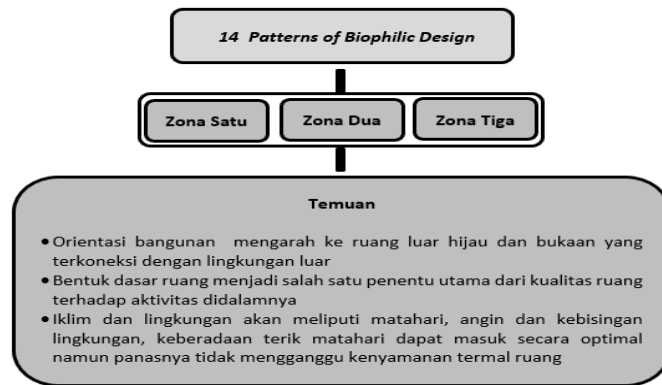 14 Patterns of Biophilic Design
Zona Satu
Zona Dua
Zona Tiga
Temuan
• Orientasi bangunan mengarah ke ruang luar hijau dan bukaan yang
terkoneksi dengan lingkungan luar
• Bentuk dasar ruang menjadi salah satu penentu utama dari kualitas ruang
terhadap aktivitas didalamnya
• Iklim dan lingkungan akan meliputi matahari, angin dan kebisingan
lingkungan, keberadaan terik matahari dapat masuk secara optimal
namun panasnya tidak mengganggu kenyamanan termal ruang